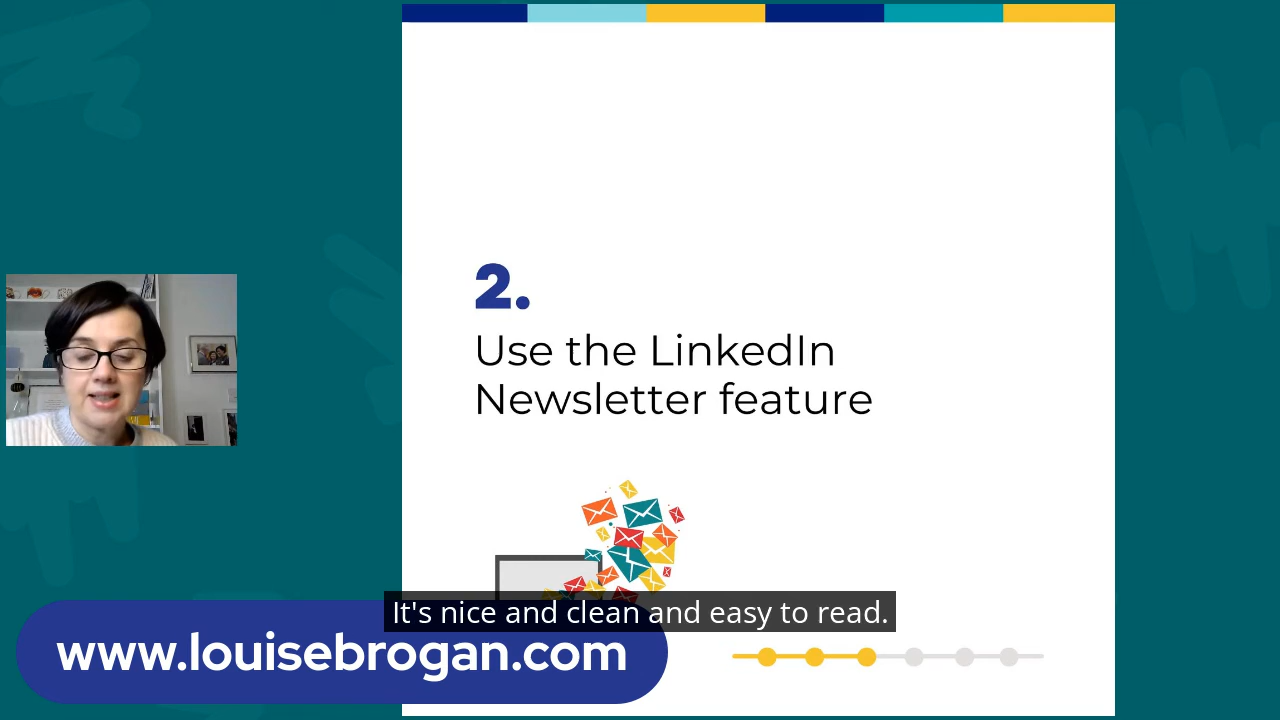 2.
Use the LinkedIn
Newsletter feature
It's nice and clean and easy to read.
www.louisebrogan.com